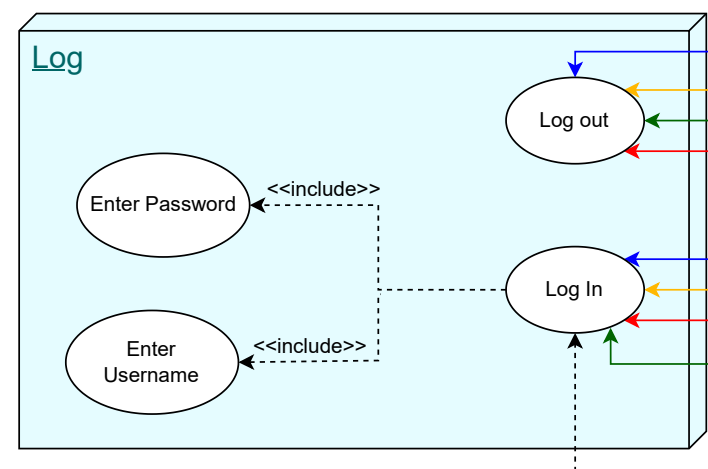 Log
Log out
<<include>>
Enter Password
Log In
<<include>>
Enter
Username